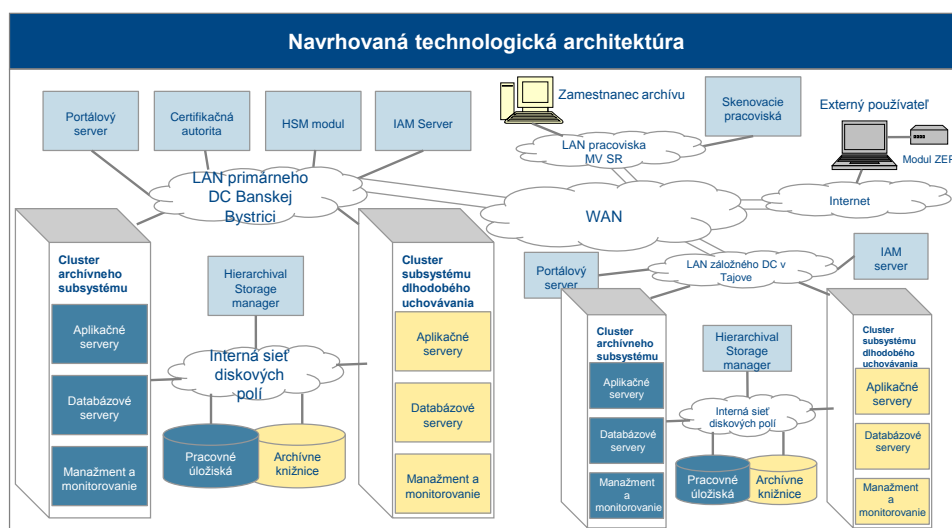 Navrhovaná technologická architektúra
Portálový
server
Certifikačná
autorita
HSM modul
IAM Server
Zamestnanec archívu
Skenovacie
pracoviská
Externý používateľ
Modul ZEP
LAN pracoviska
MV SR
LAN primárneho
DC Banskej
Bystrici
WAN
Internet
Cluster
archívneho
subsystému
Aplikačné
servery
Databázové
servery
Manažment a
monitorovanie
Hierarchival
Storage
manager
Interná sieť
diskových
polí
Pracovné
úložiská
Archívne
knižnice
Cluster
subsystému
dlhodobého
uchovávania
Aplikačné
servery
Databázové
servery
Manažment a
monitorovanie
Portálový
server
LAN záložného DC v
Tajove
IAM
server
Cluster
archívneho
subsystému
Aplikačné
servery
Databázové
servery
Manažment
a
monitorovanie
Hierarchival
Storage
manager
Interná sieť
diskových polí
Pracovné
úložiská
Archívne
knižnice
Cluster
subsystému
dlhodobého
uchovávania
Aplikačné
servery
Databázové
servery
Manažment
a
monitorovanie